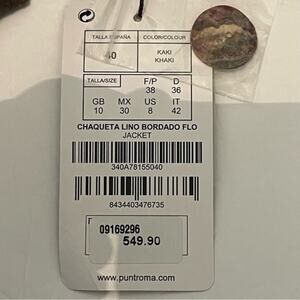 TALLA ESPAÑA COLOR/COLOUR
40 KAKI
KHAKI
TALLA/SIZE F/P D
38 36
GB MX US IT
10 30 8 42
CHAQUETA LINO BORDADO FLO
JACKET
340A78155040
8434403476735
09169296
549.90
www.puntroma.com